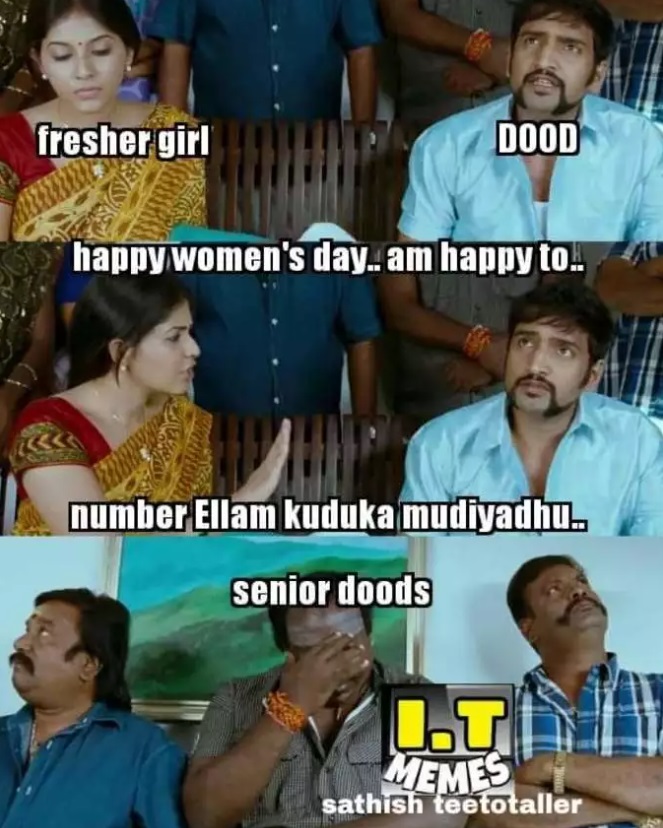 fresher girl
DOOD
happy women's day.. am happy to..
number Ellam kuduka mudiyadhu..
senior doods
I.T
MEMES
sathish teetotaller